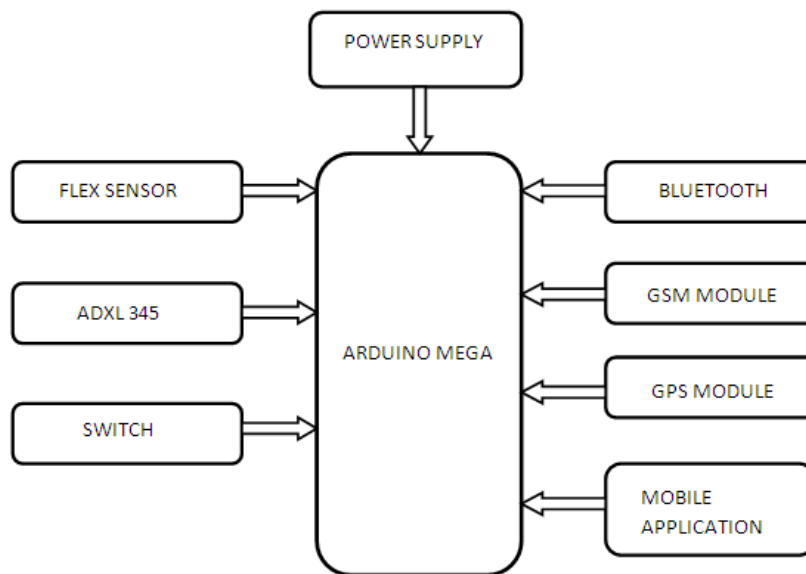 POWER SUPPLY
FLEX SENSOR
BLUETOOTH
ADXL 345
GSM MODULE
ARDUINO MEGA
GPS MODULE
SWITCH
MOBILE
APPLICATION